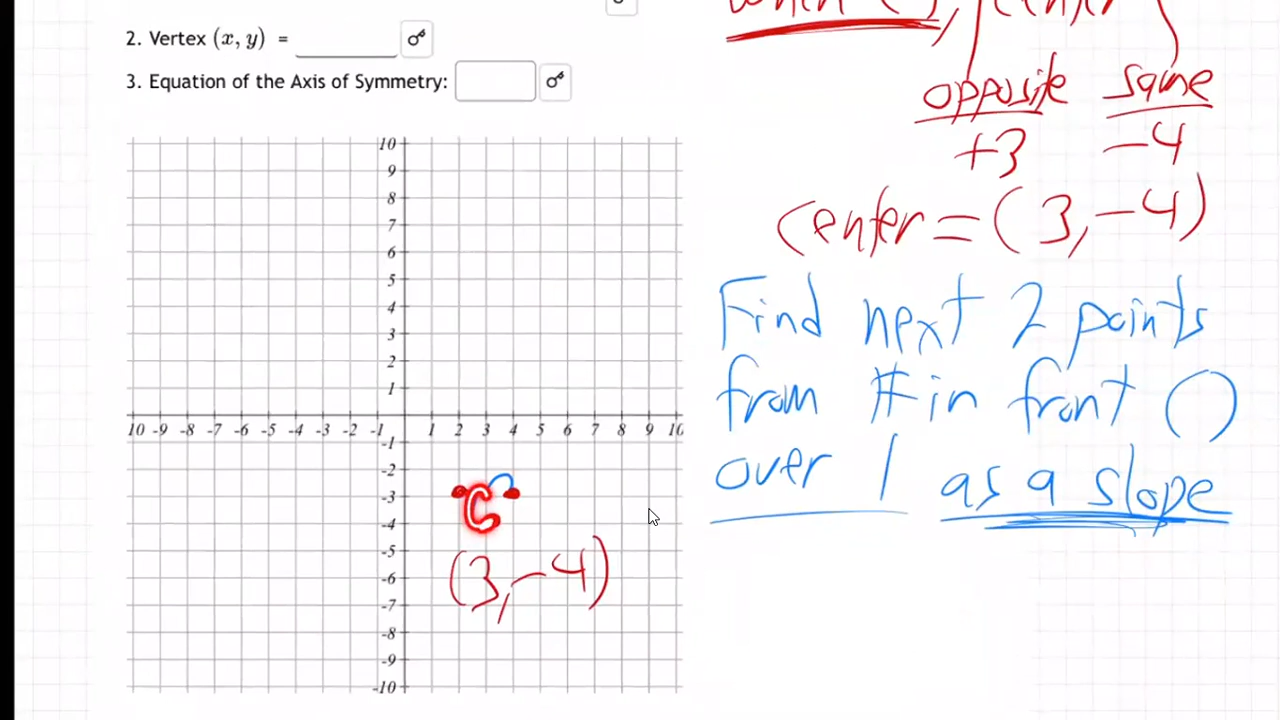 2. Vertex (x, y) =
3. Equation of the Axis of Symmetry:
10
9
8
7
6
5
4
3
2
1
10 -9 -8 -7 -6 -5 -4 -3 -2 -1 1 2 3 4 5 6 7 8 9 10
-1
-2
-3
-4
-5
-6
-7
-8
-9
-10
(3, -4)
opposite same
+3 -4
center = (3, -4)
Find next 2 points
from # in front ()
over 1 as a slope